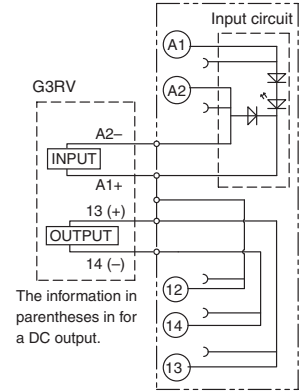 Input circuit
A1
G3RV
A2
A2–
INPUT
A1+
13 (+)
OUTPUT
14 (–)
The information in
parentheses in for
a DC output.
12
14
13